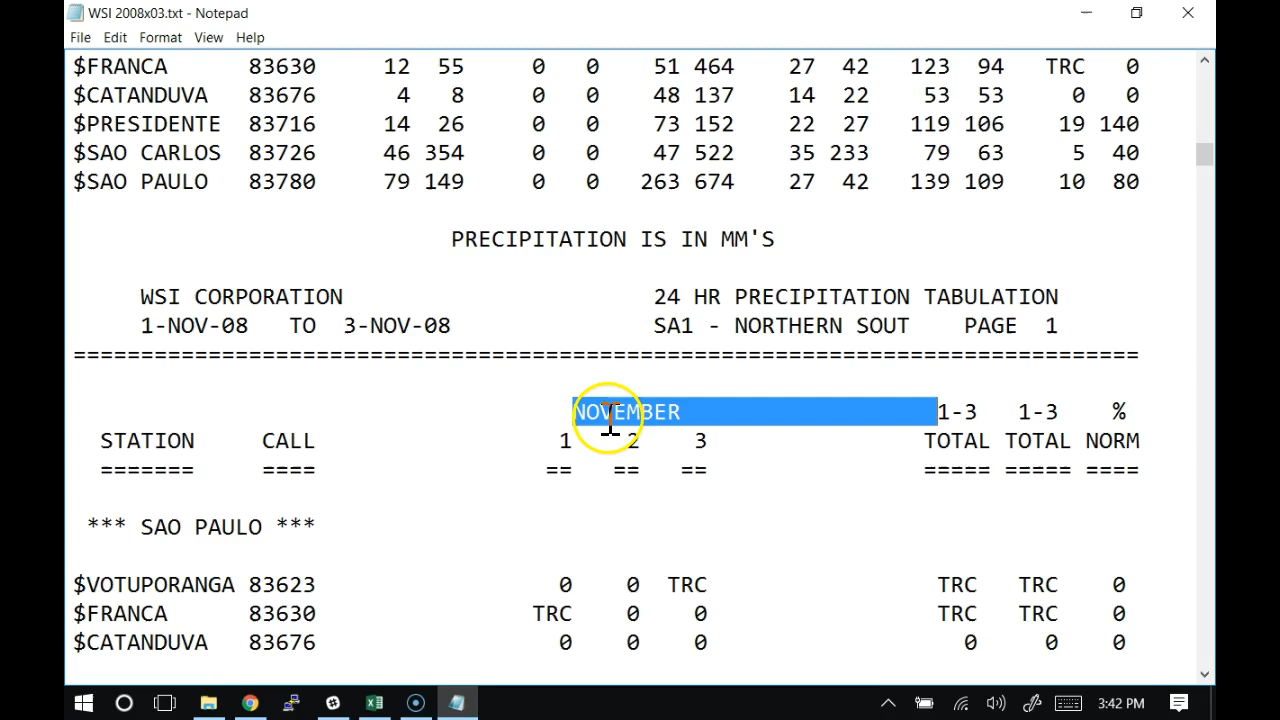 WSI 2008x03.txt - Notepad
File Edit Format View Help
$FRANCA 83630 12 55 0 0 51 464 27 42 123 94 TRC 0
$CATANDUVA 83676 4 8 0 0 48 137 14 22 53 53 0 0
$PRESIDENTE 83716 14 26 0 0 73 152 22 27 119 106 19 140
$SAO CARLOS 83726 46 354 0 0 47 522 35 233 79 63 5 40
$SAO PAULO 83780 79 149 0 0 263 674 27 42 139 109 10 80
PRECIPITATION IS IN MM'S
WSI CORPORATION 24 HR PRECIPITATION TABULATION
1-NOV-08 TO 3-NOV-08 SA1 - NORTHERN SOUT PAGE 1
===============================================================================
NOVEMBER 1-3 1-3 %
STATION CALL 1 2 3 TOTAL TOTAL NORM
======= ==== == == == ===== ===== ====
*** SAO PAULO ***
$VOTUPORANGA 83623 0 0 TRC TRC TRC 0
$FRANCA 83630 TRC 0 0 TRC TRC 0
$CATANDUVA 83676 0 0 0 0 0 0
3:42 PM